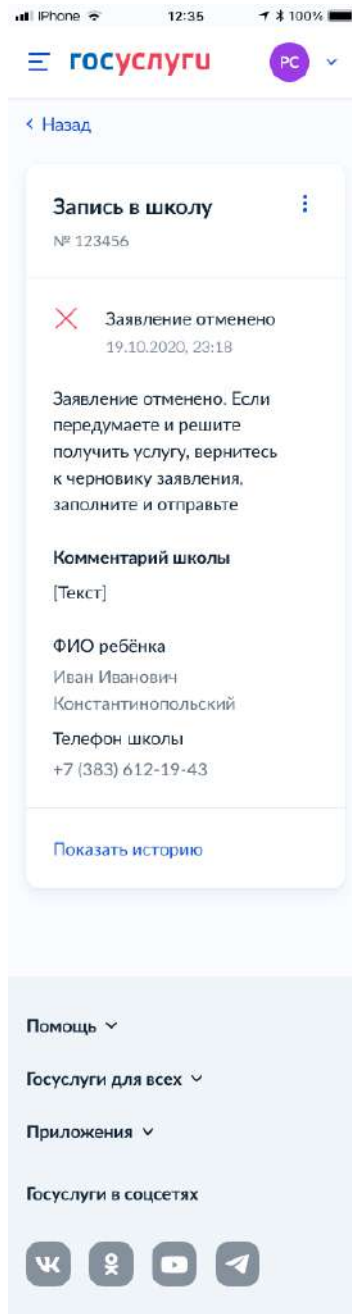 iPhone 12:35 100%
госуслуги РС
Назад
Запись в школу
№ 123456
Заявление отменено
19.10.2020, 23:18
Заявление отменено. Если
передумаете и решите
получить услугу, вернитесь
к черновику заявления,
заполните и отправьте
Комментарий школы
[Текст]
ФИО ребёнка
Иван Иванович
Константинопольский
Телефон школы
+7 (383) 612-19-43
Показать историю
Помощь
Госуслуги для всех
Приложения
Госуслуги в соцсетях